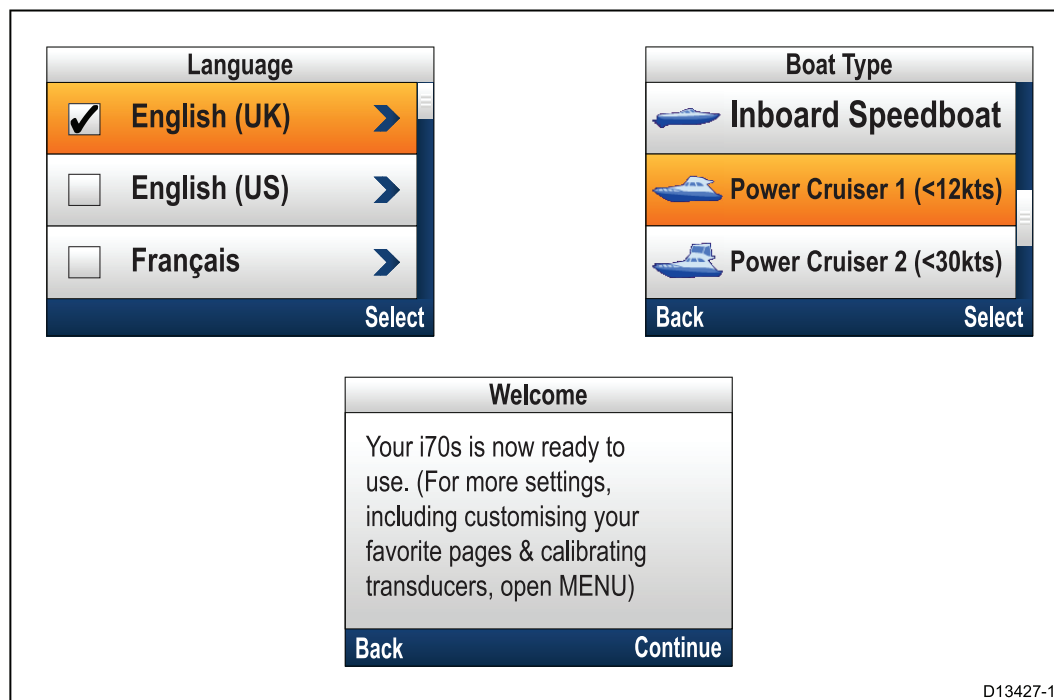 Language
English (UK)
English (US)
Français
Select
Boat Type
Inboard Speedboat
Power Cruiser 1 (<12kts)
Power Cruiser 2 (<30kts)
Back Select
Welcome
Your i70s is now ready to
use. (For more settings,
including customising your
favorite pages & calibrating
transducers, open MENU)
Back Continue
D13427-1